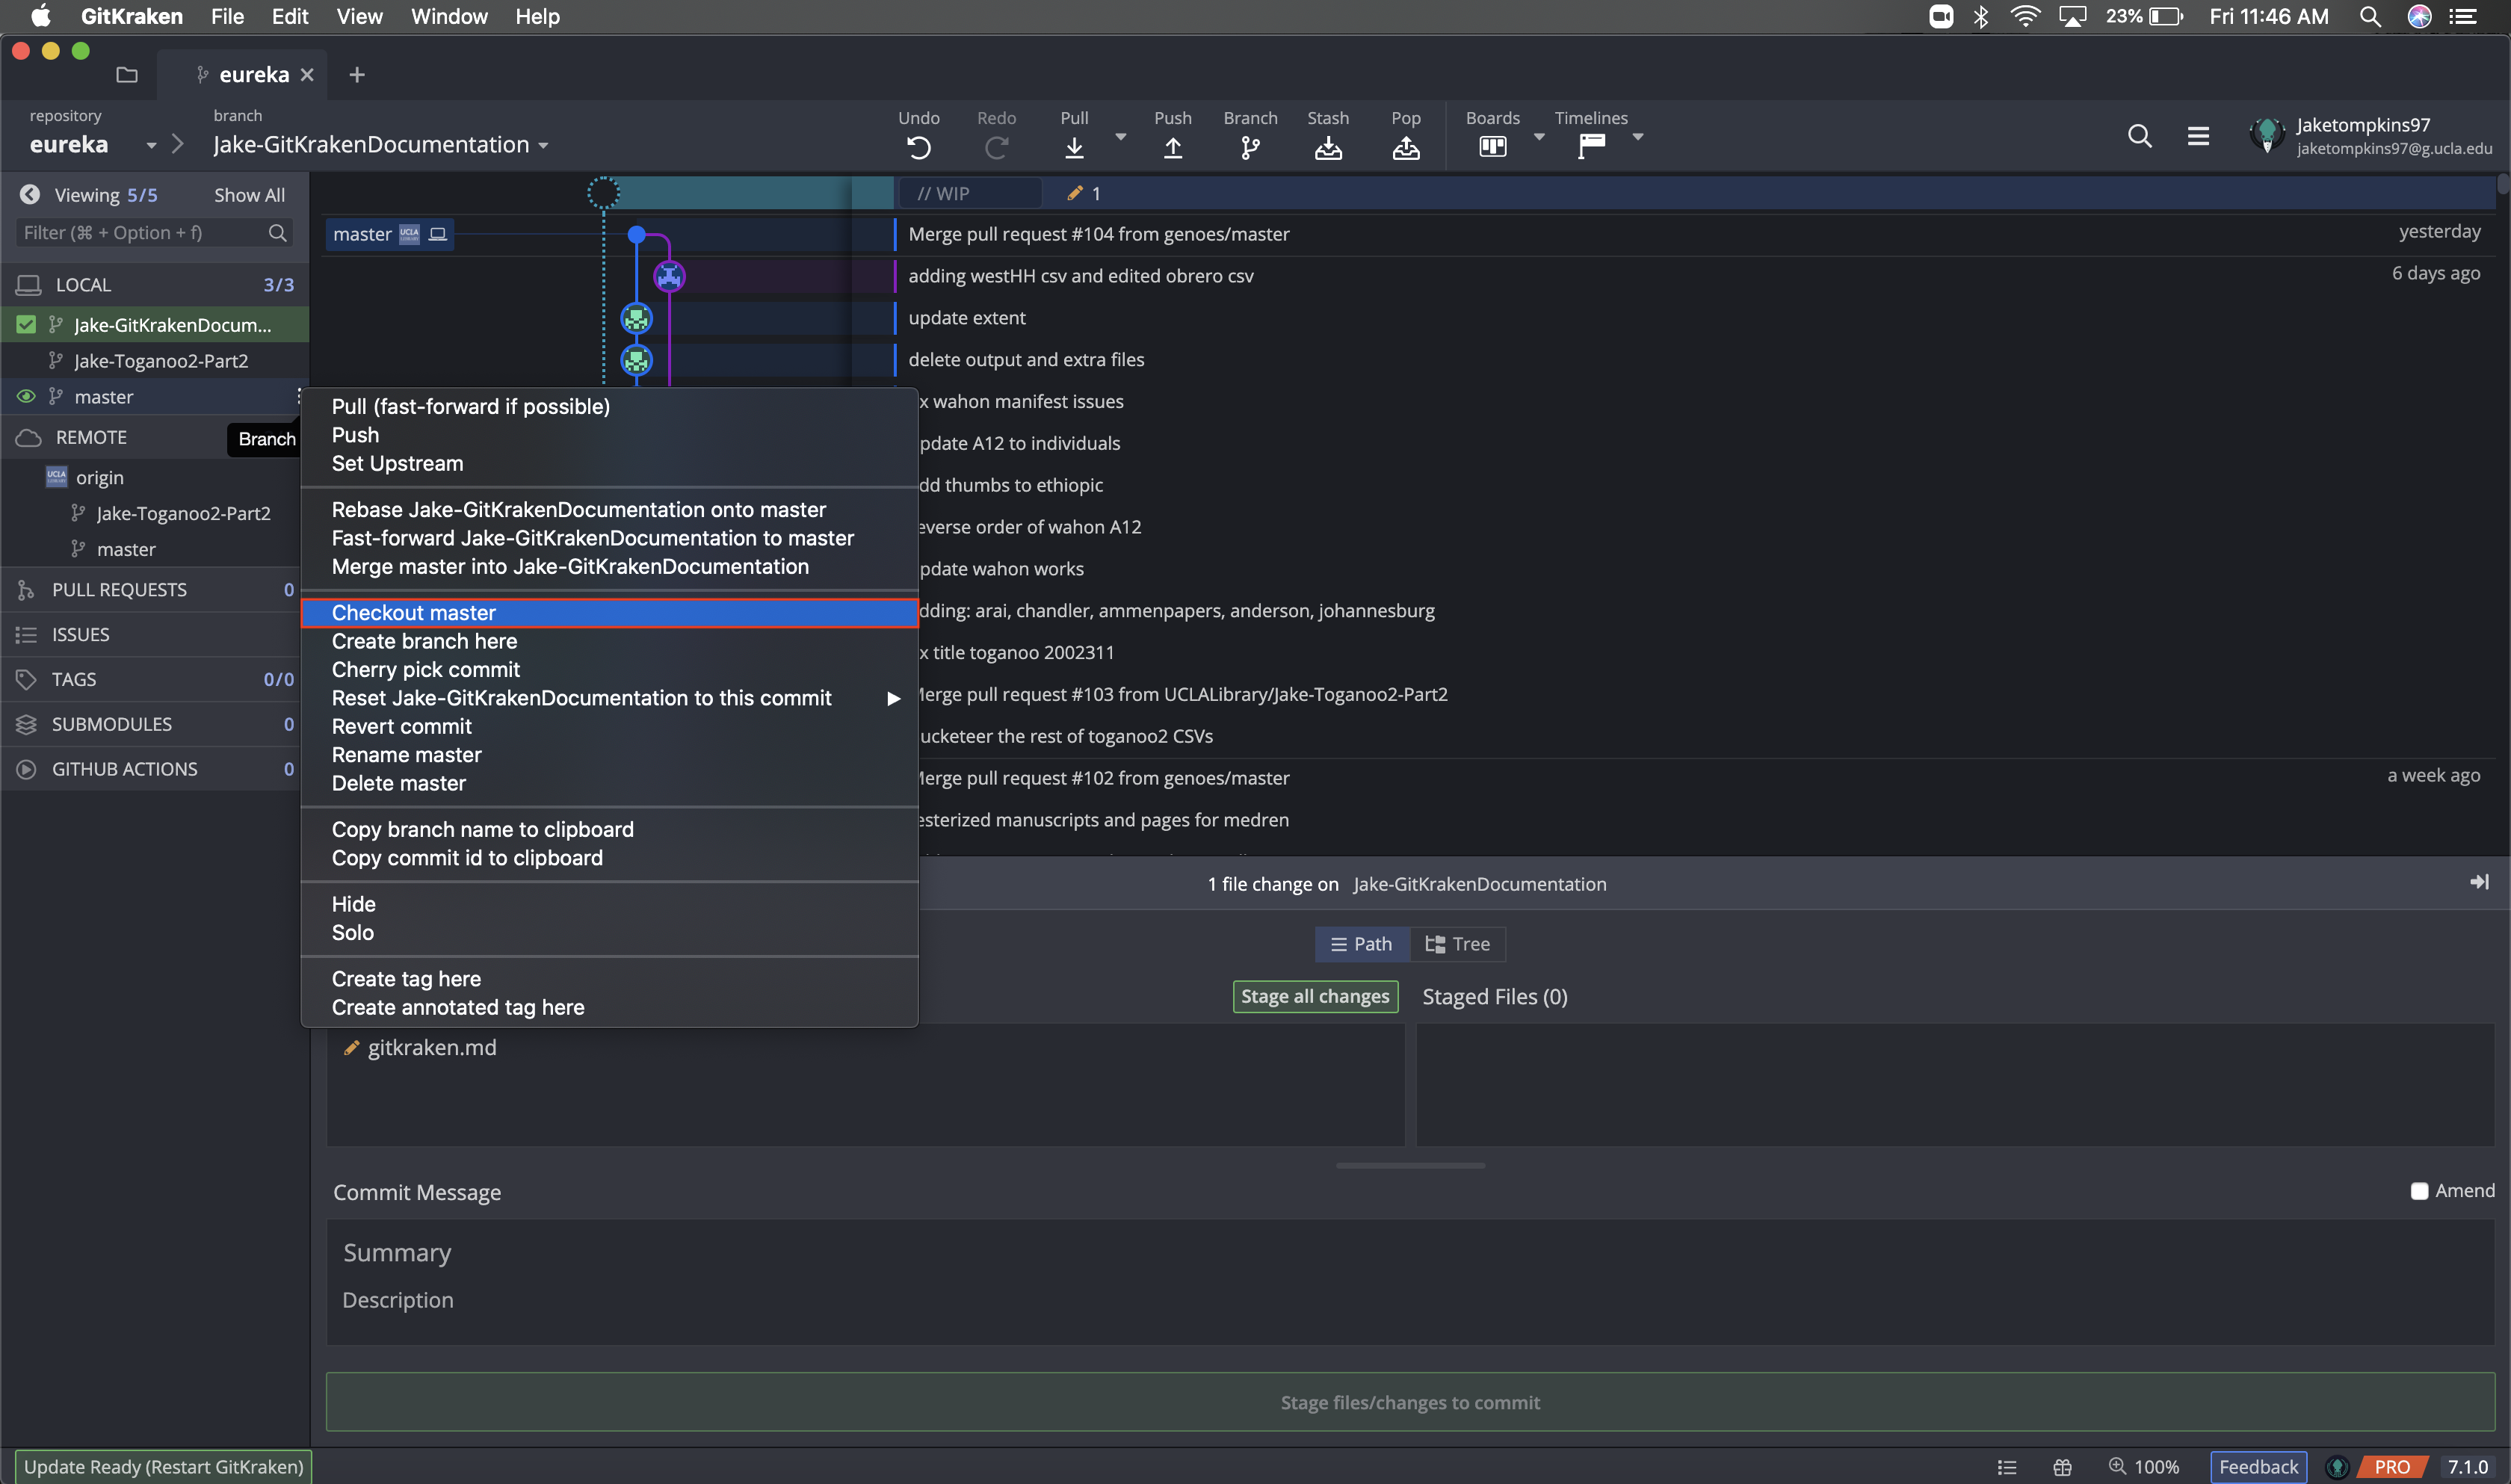 GitKraken File Edit View Window Help 23% Fri 11:46 AM
eureka
repository branch Undo Redo Pull Push Branch Stash Pop Boards Timelines Jaketompkins97
eureka Jake-GitKrakenDocumentation jaketompkins97@g.ucla.edu
Viewing 5/5 Show All // WIP 1
Filter (⌘ + Option + f) master UCLA Merge pull request #104 from genoes/master yesterday
adding westHH csv and edited obrero csv 6 days ago
LOCAL 3/3
Jake-GitKrakenDocum... update extent
Jake-Toganoo2-Part2 delete output and extra files
master
Pull (fast-forward if possible) x wahon manifest issues
REMOTE Branch Push pdate A12 to individuals
Set Upstream
UCLA origin dd thumbs to ethiopic
Jake-Toganoo2-Part2 Rebase Jake-GitKrakenDocumentation onto master
Fast-forward Jake-GitKrakenDocumentation to master everse order of wahon A12
master Merge master into Jake-GitKrakenDocumentation pdate wahon works
PULL REQUESTS 0
Checkout master dding: arai, chandler, ammenpapers, anderson, johannesburg
ISSUES Create branch here x title toganoo 2002311
TAGS 0/0 Cherry pick commit
Reset Jake-GitKrakenDocumentation to this commit Merge pull request #103 from UCLALibrary/Jake-Toganoo2-Part2
SUBMODULES 0 Revert commit ucketeer the rest of toganoo2 CSVs
Rename master
GITHUB ACTIONS 0 Delete master Merge pull request #102 from genoes/master a week ago
Copy branch name to clipboard esterized manuscripts and pages for medren
Copy commit id to clipboard
1 file change on Jake-GitKrakenDocumentation
Hide
Solo
Path Tree
Create tag here Stage all changes Staged Files (0)
Create annotated tag here
gitkraken.md
Commit Message Amend
Summary
Description
Stage files/changes to commit
Update Ready (Restart GitKraken) 100% Feedback PRO 7.1.0